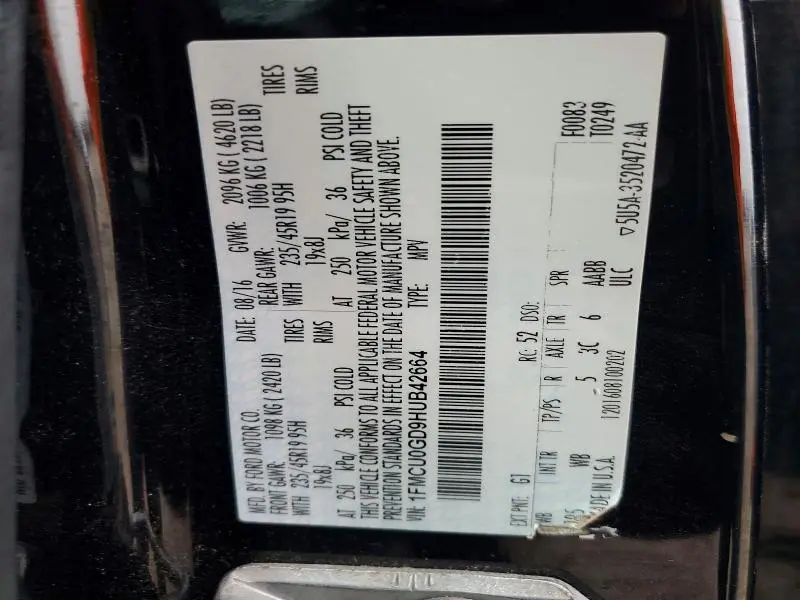 MFD. BY FORD MOTOR CO.
DATE: 08/16 GVWR: 2096 KG ( 4620 LB)
FRONT GAWR: 1098 KG ( 2420 LB) REAR GAWR: 1006 KG ( 2218 LB)
WITH 235/45R19 95H TIRES WITH 235/45R19 95H TIRES
19x8J RIMS 19x8J RIMS
AT 250 kPa/ 36 PSI COLD AT 250 kPa/ 36 PSI COLD
THIS VEHICLE CONFORMS TO ALL APPLICABLE FEDERAL MOTOR VEHICLE SAFETY AND THEFT
PREVENTION STANDARDS IN EFFECT ON THE DATE OF MANUFACTURE SHOWN ABOVE.
VIN: 1FMCU0GD9HUB42664 TYPE: MPV
F0083
EXT PNT: G1 RC: 52 DSO: T0249
WB INT TR TP/PS R AXLE TR SPR
WB 5 3C 6 AABB
1201608100202 ULC
ADE IN U.S.A.
▽5U5A-3520472-AA